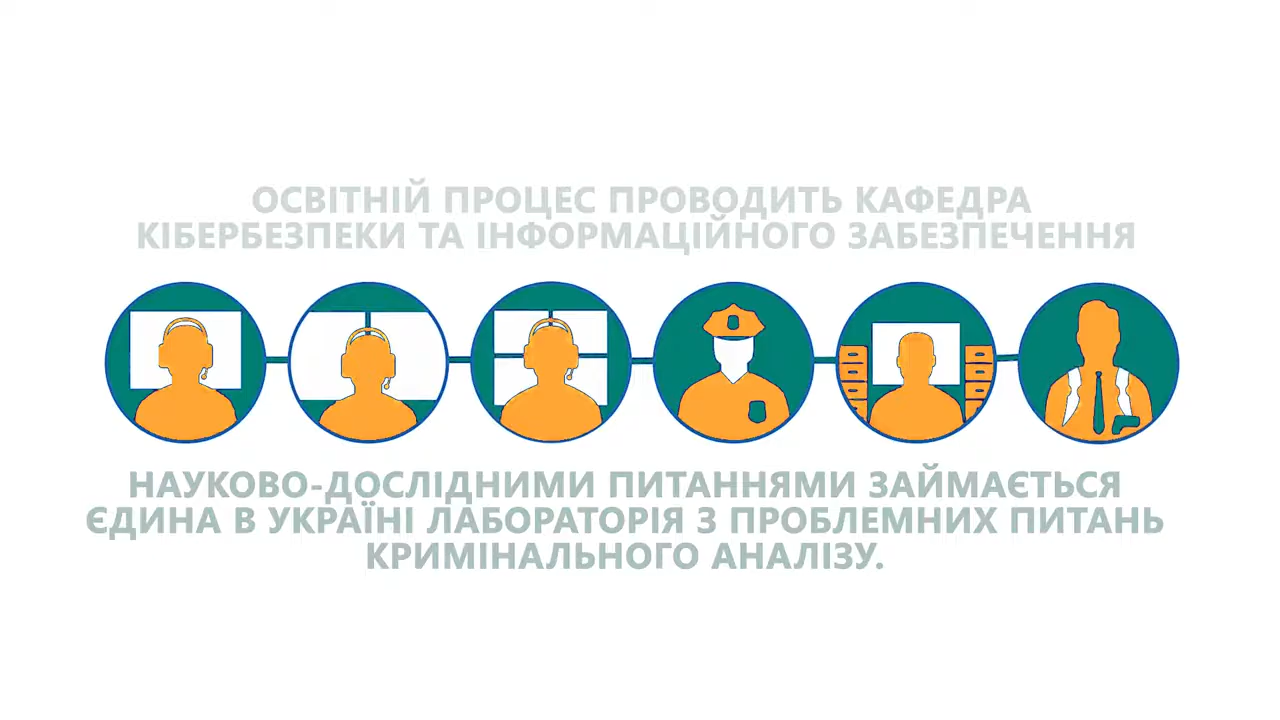 ОСВІТНІЙ ПРОЦЕС ПРОВОДИТЬ КАФЕДРА
КІБЕРБЕЗПЕКИ ТА ІНФОРМАЦІЙНОГО ЗАБЕЗПЕЧЕННЯ
НАУКОВО-ДОСЛІДНИМИ ПИТАННЯМИ ЗАЙМАЄТЬСЯ
ЄДИНА В УКРАЇНІ ЛАБОРАТОРІЯ З ПРОБЛЕМНИХ ПИТАНЬ
КРИМІНАЛЬНОГО АНАЛІЗУ.